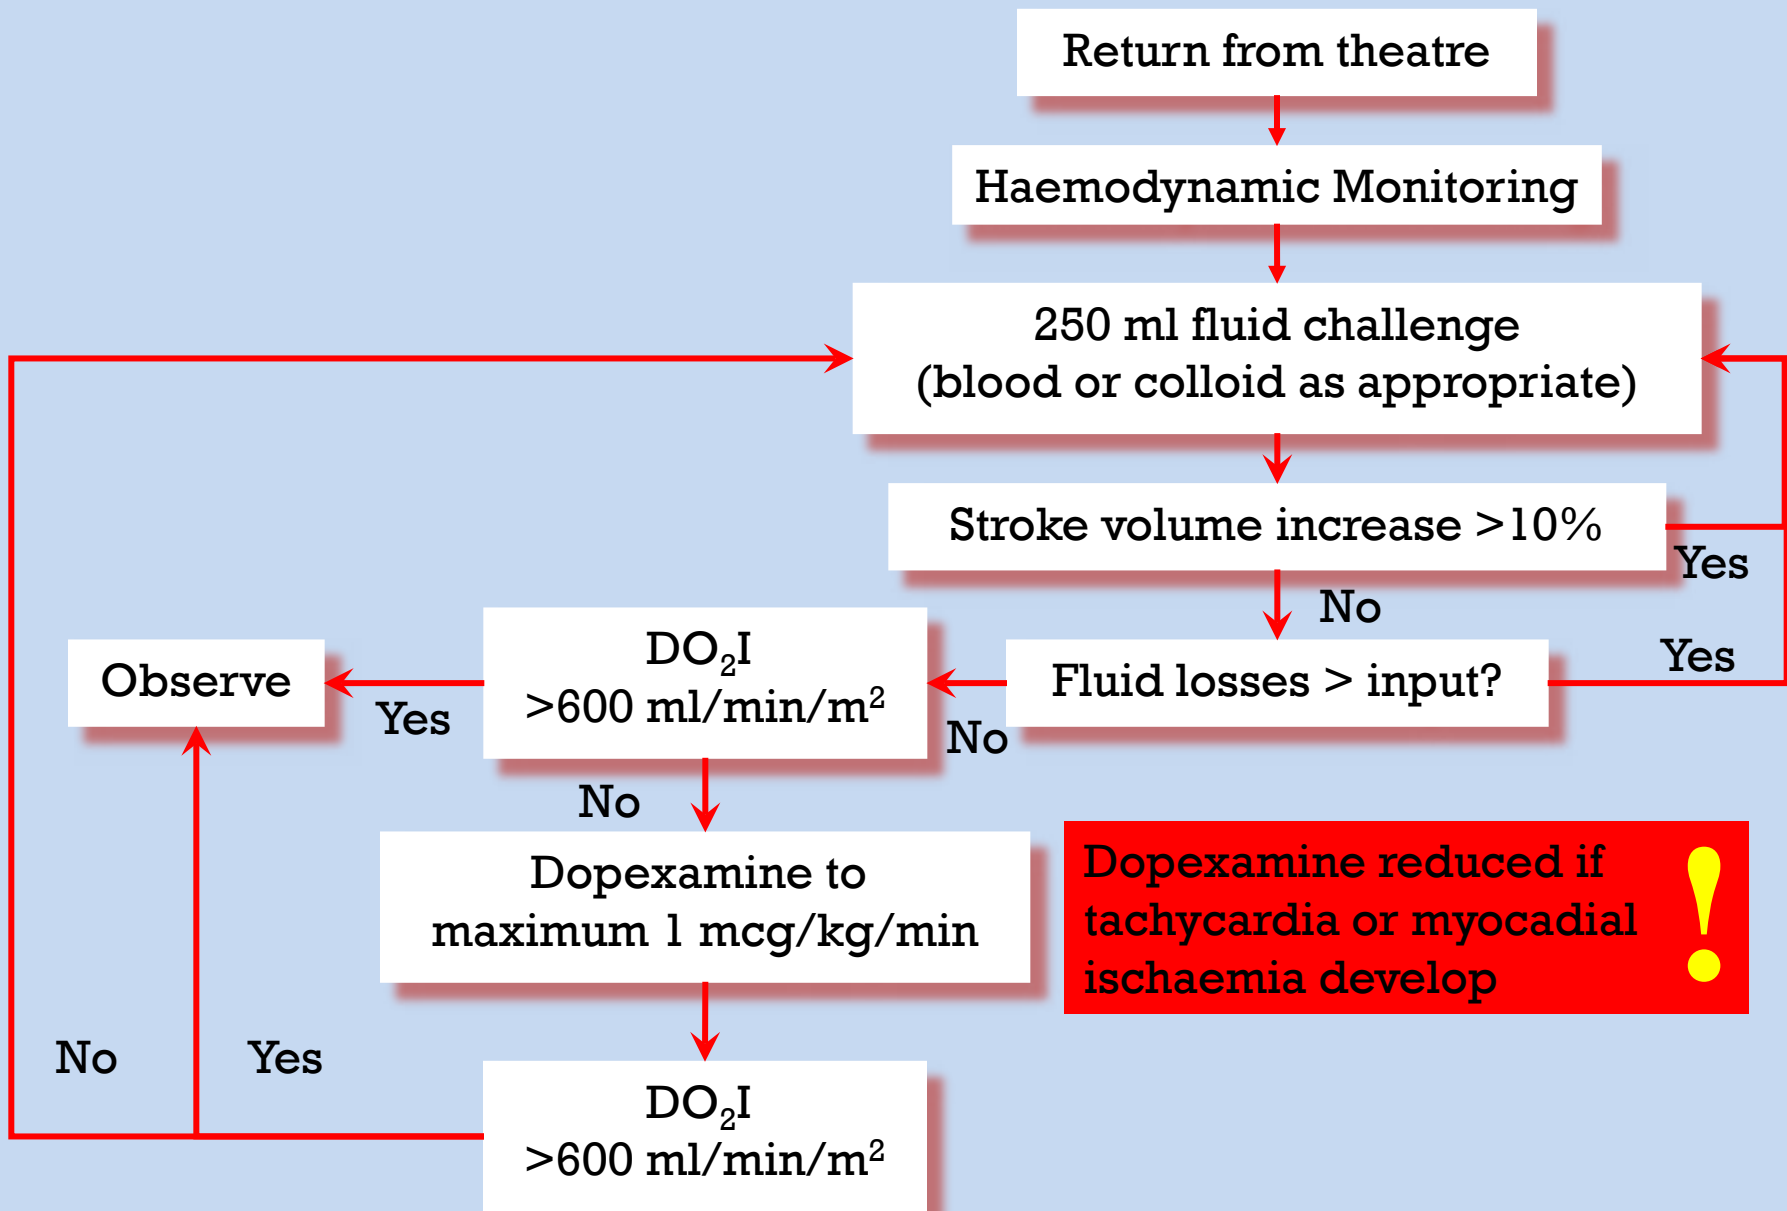 Return from theatre
Haemodynamic Monitoring
250 ml fluid challenge
(blood or colloid as appropriate)
Stroke volume increase >10%
Yes
No
Fluid losses > input?
Yes
No
DO₂I
>600 ml/min/m²
Yes
Observe
No
Dopexamine to
maximum 1 mcg/kg/min
Dopexamine reduced if
tachycardia or myocadial
ischaemia develop
!
No
Yes
DO₂I
>600 ml/min/m²